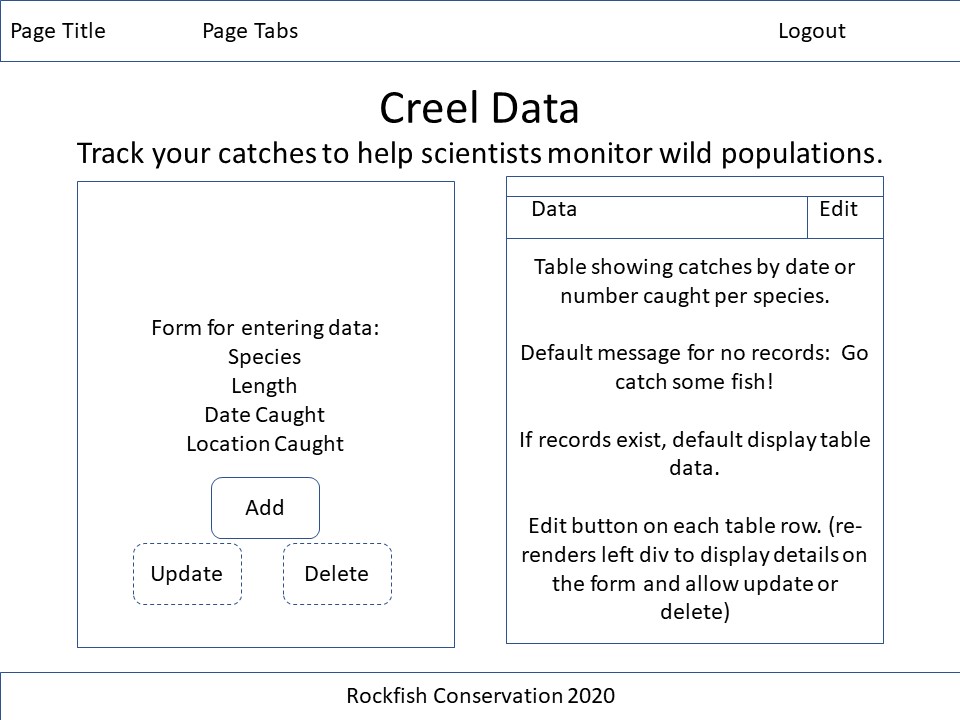 Page Title
Page Tabs
Logout
Creel Data
Track your catches to help scientists monitor wild populations.
Form for entering data:
Species
Length
Date Caught
Location Caught
Add
Update
Delete
Data
Edit
Table showing catches by date or
number caught per species.
Default message for no records:  Go
catch some fish!
If records exist, default display table
data.
Edit button on each table row. (re-
renders left div to display details on
the form and allow update or
delete)
Rockfish Conservation 2020